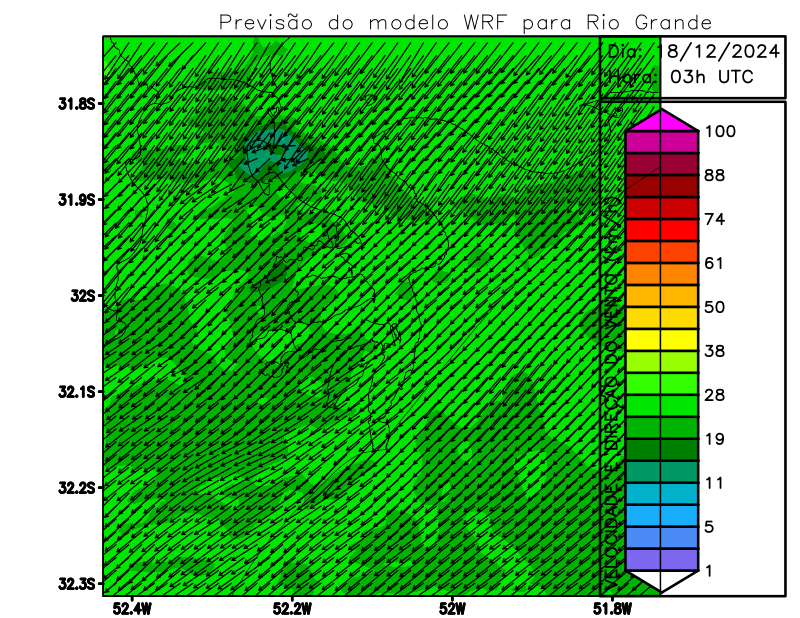 Previsão do modelo WRF para Rio Grande
Dia: 18/12/2024
Hora: 03h UTC
31.8S
31.9S
32S
32.1S
32.2S
32.3S
52.4W
52.2W
52W
51.8W
VELOCIDADE E DIREÇÃO DO VENTO (km/h)
100
88
74
61
50
38
28
19
11
5
1